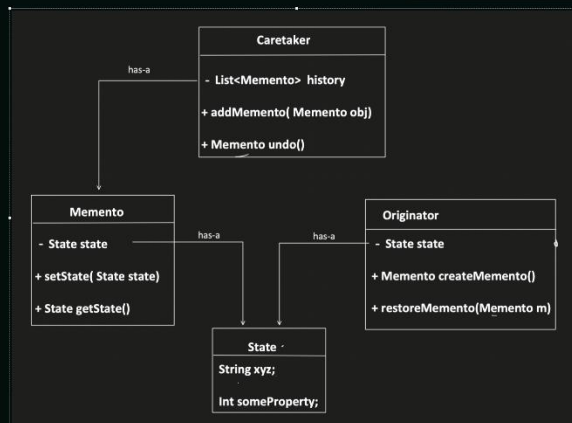 Caretaker
has-a
- List<Memento> history
+ addMemento( Memento obj)
+ Memento undo()
Memento
- State state
+ setState( State state)
+ State getState()
has-a
has-a
Originator
- State state
+ Memento createMemento()
+ restoreMemento(Memento m)
State
String xyz;
Int someProperty;